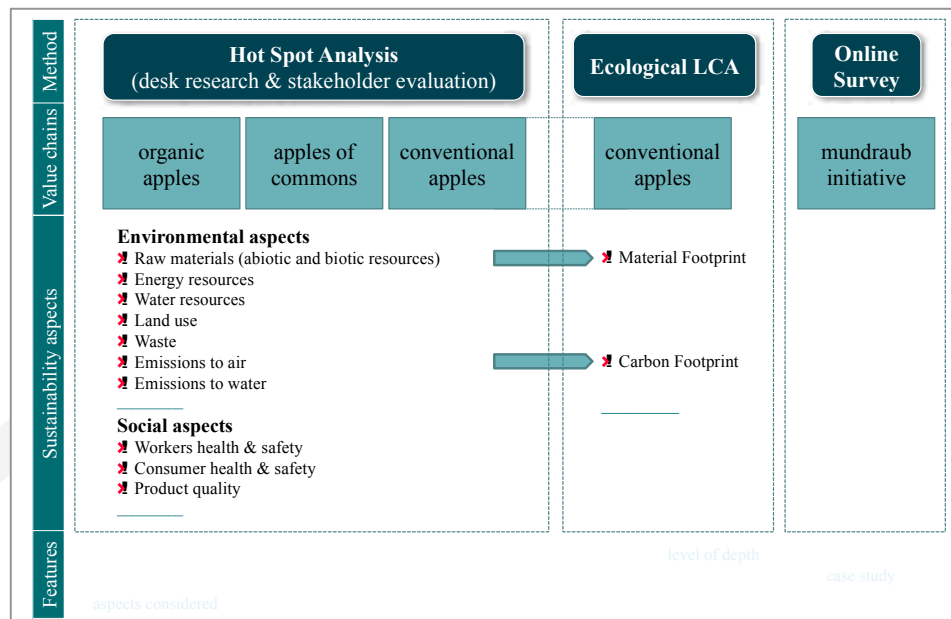 Method
Hot Spot Analysis
(desk research & stakeholder evaluation)
Ecological LCA
Online
Survey
Value chains
organic
apples
apples of
commons
conventional
apples
conventional
apples
mundraub
initiative
Sustainability aspects
Environmental aspects
Raw materials (abiotic and biotic resources)
Energy resources
Water resources
Land use
Waste
Emissions to air
Emissions to water
Material Footprint
Carbon Footprint
Social aspects
Workers health & safety
Consumer health & safety
Product quality
Features
level of depth
case study
aspects considered